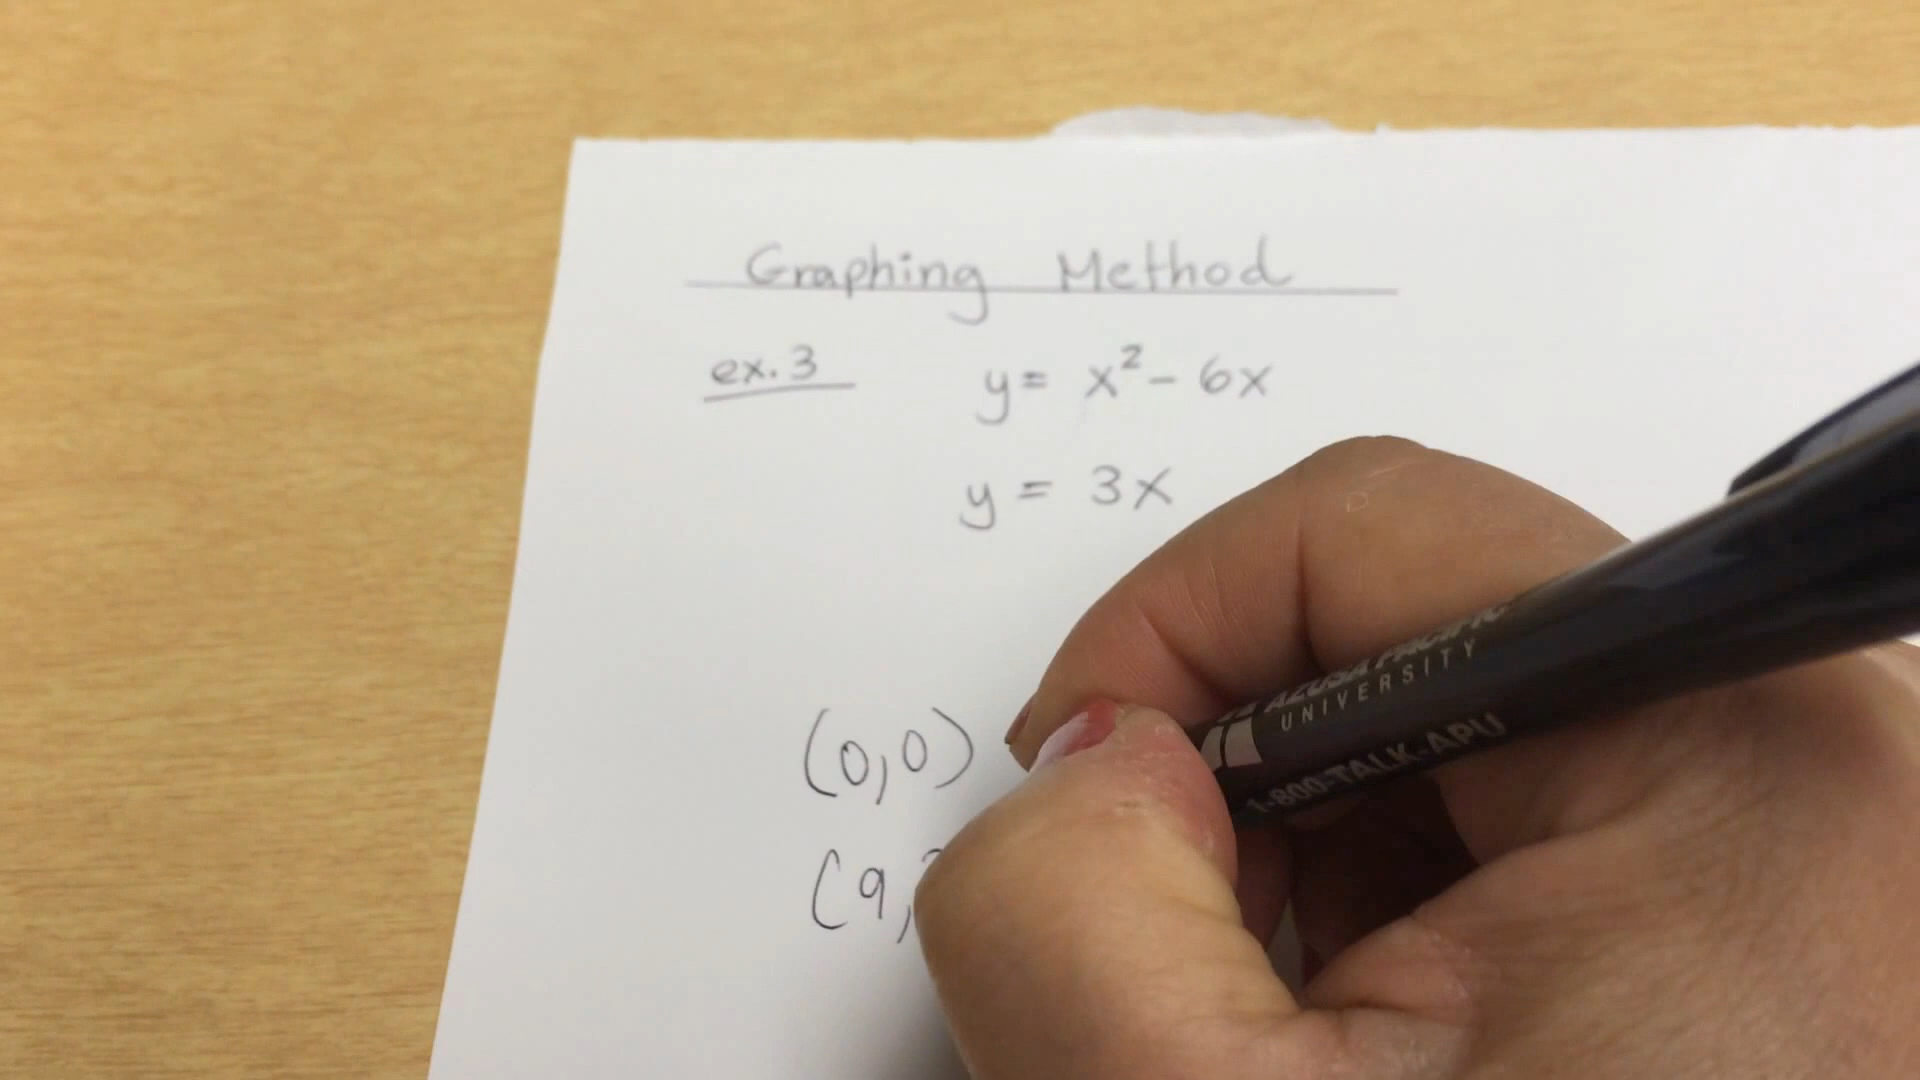 Graphing Method
ex. 3
y = x² - 6x
y = 3x
(0,0)
(9,
AZUSA PACIFIC
UNIVERSITY
1-800-TALK-APU